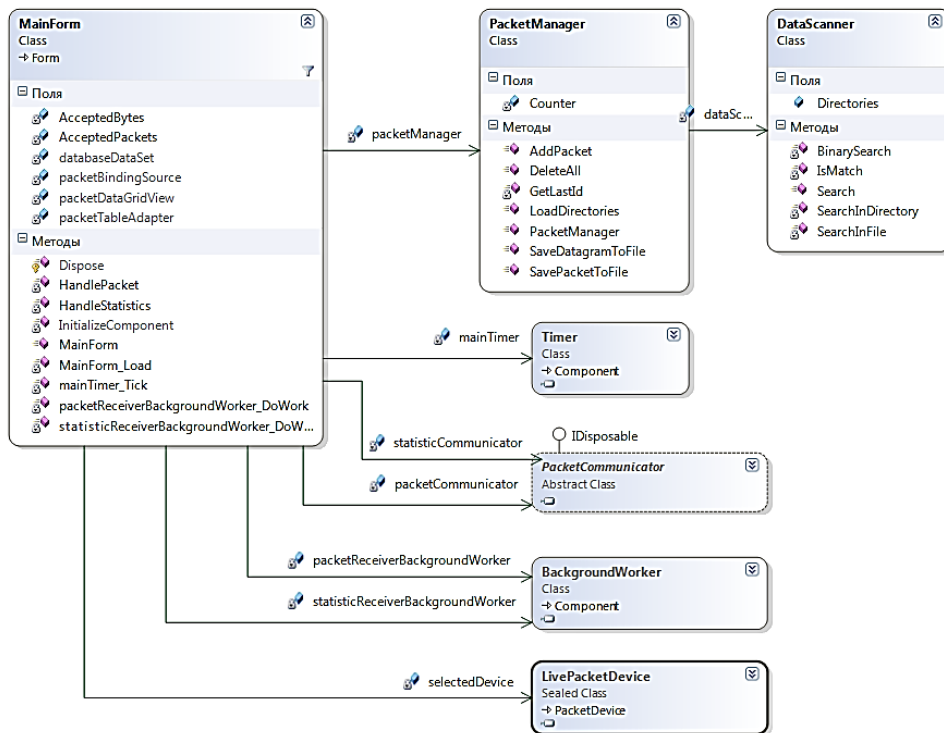 MainForm
Class
Form
Поля
AcceptedBytes
AcceptedPackets
databaseDataSet
packetBindingSource
packetDataGridView
packetTableAdapter
Методы
Dispose
HandlePacket
HandleStatistics
InitializeComponent
MainForm
MainForm_Load
mainTimer_Tick
packetReceiverBackgroundWorker_DoWork
statisticReceiverBackgroundWorker_DoW...
packetManager
PacketManager
Class
Поля
Counter
Методы
AddPacket
DeleteAll
GetLastId
LoadDirectories
PacketManager
SaveDatagramToFile
SavePacketToFile
dataSc...
DataScanner
Class
Поля
Directories
Методы
BinarySearch
IsMatch
Search
SearchInDirectory
SearchInFile
mainTimer
Timer
Class
Component
statisticCommunicator
packetCommunicator
IDisposable
PacketCommunicator
Abstract Class
packetReceiverBackgroundWorker
statisticReceiverBackgroundWorker
BackgroundWorker
Class
Component
selectedDevice
LivePacketDevice
Sealed Class
PacketDevice